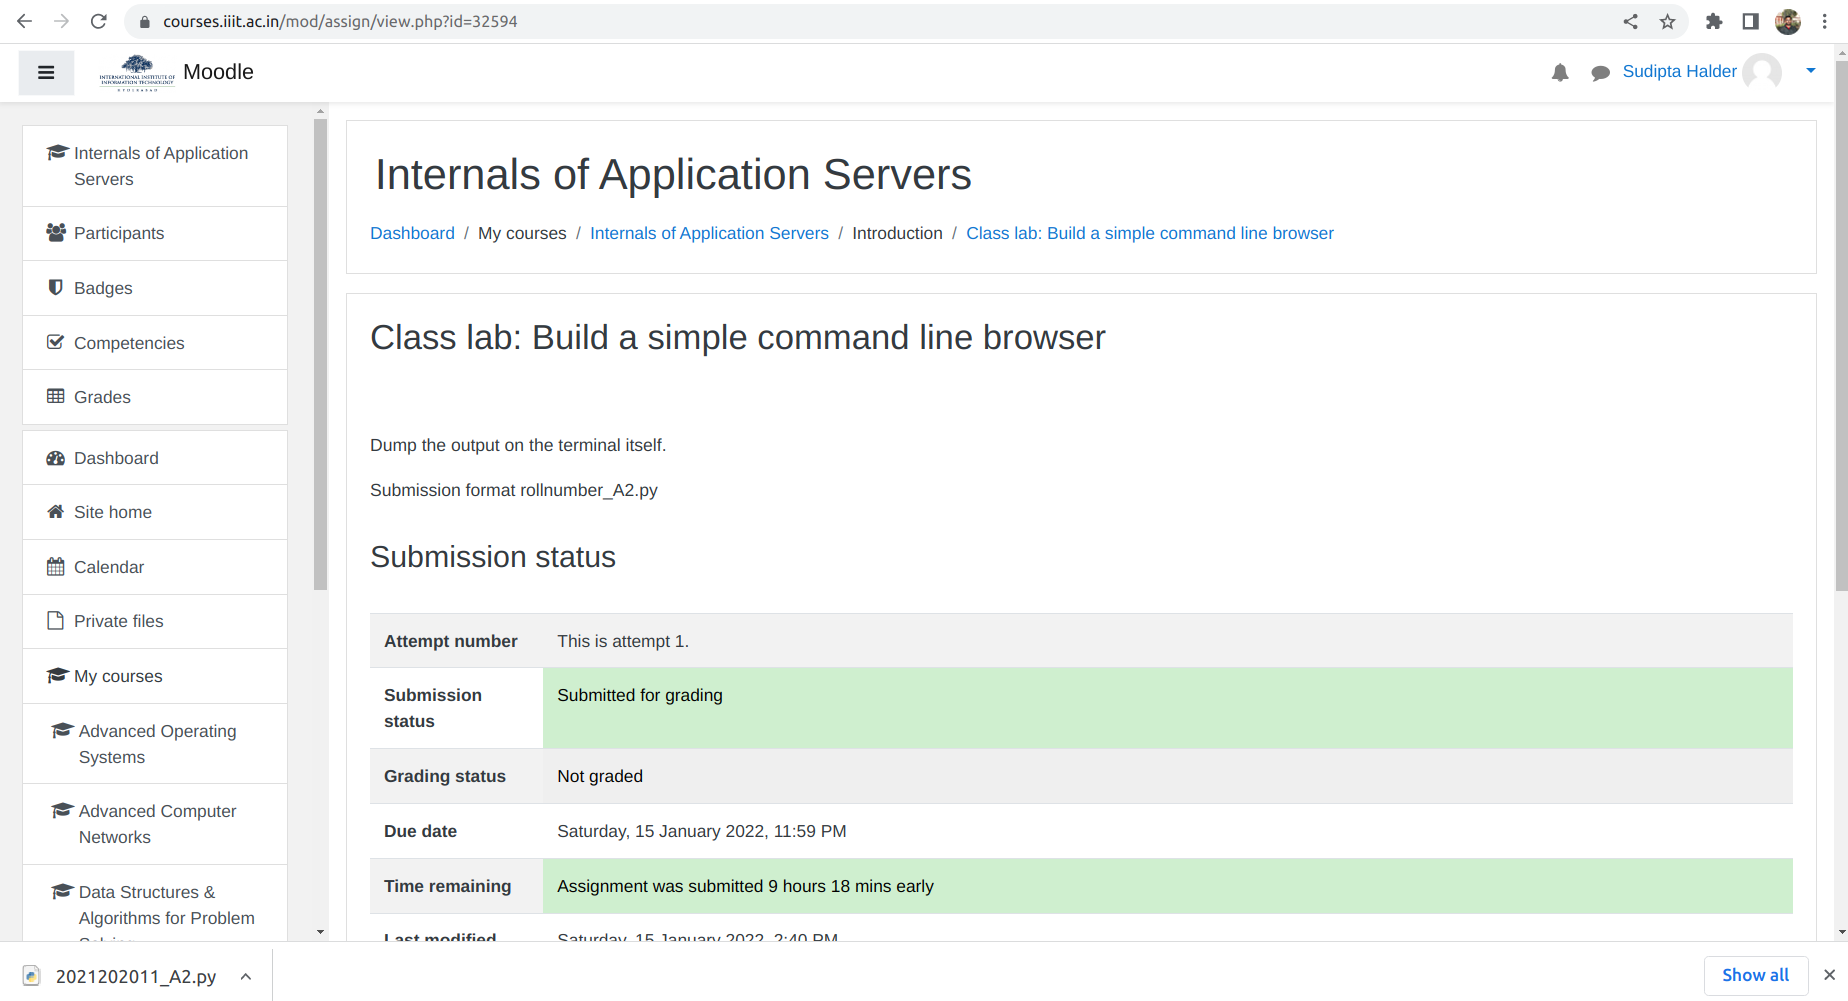 courses.iiit.ac.in/mod/assign/view.php?id=32594
INTERNATIONAL INSTITUTE OF
INFORMATION TECHNOLOGY
HYDERABAD
Moodle
Sudipta Halder
Internals of Application
Servers
Participants
Badges
Competencies
Grades
Dashboard
Site home
Calendar
Private files
My courses
Advanced Operating
Systems
Advanced Computer
Networks
Data Structures &
Algorithms for Problem
Internals of Application Servers
Dashboard / My courses / Internals of Application Servers / Introduction / Class lab: Build a simple command line browser
Class lab: Build a simple command line browser
Dump the output on the terminal itself.
Submission format rollnumber_A2.py
Submission status
Attempt number This is attempt 1.
Submission
status Submitted for grading
Grading status Not graded
Due date Saturday, 15 January 2022, 11:59 PM
Time remaining Assignment was submitted 9 hours 18 mins early
Last modified Saturday, 15 January 2022, 2:40 PM
2021202011_A2.py
Show all